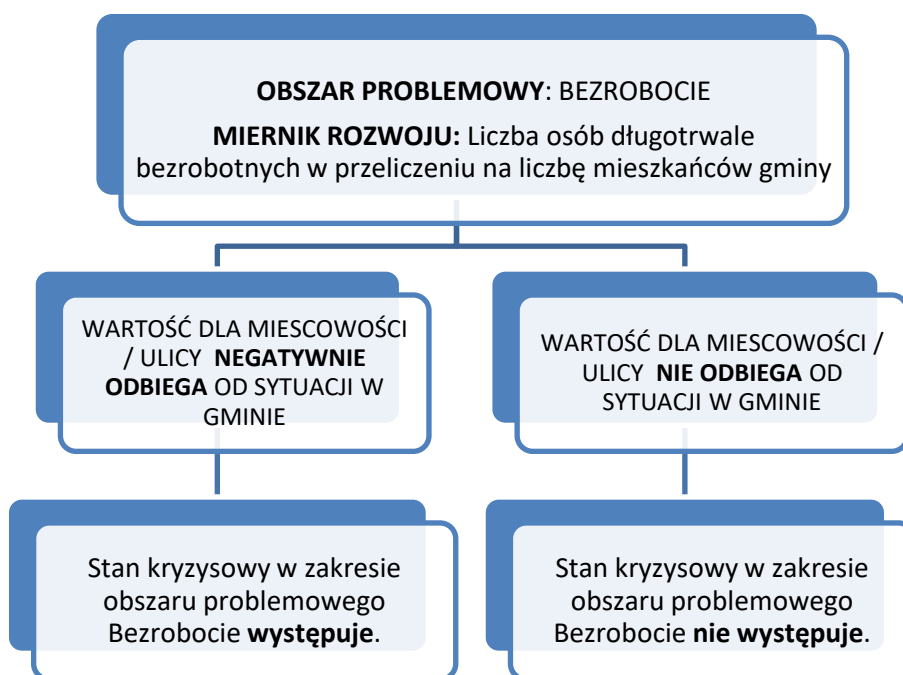 OBSZAR PROBLEMOWY: BEZROBOCIE
MIERNIK ROZWOJU: Liczba osób długotrwale
bezrobotnych w przeliczeniu na liczbę mieszkańców gminy
WARTOŚĆ DLA MIESCOWOŚCI
/ ULICY NEGATYWNIE
ODBIEGA OD SYTUACJI W
GMINIE
WARTOŚĆ DLA MIESCOWOŚCI /
ULICY NIE ODBIEGA OD
SYTUACJI W GMINIE
Stan kryzysowy w zakresie
obszaru problemowego
Bezrobocie występuje.
Stan kryzysowy w zakresie
obszaru problemowego
Bezrobocie nie występuje.